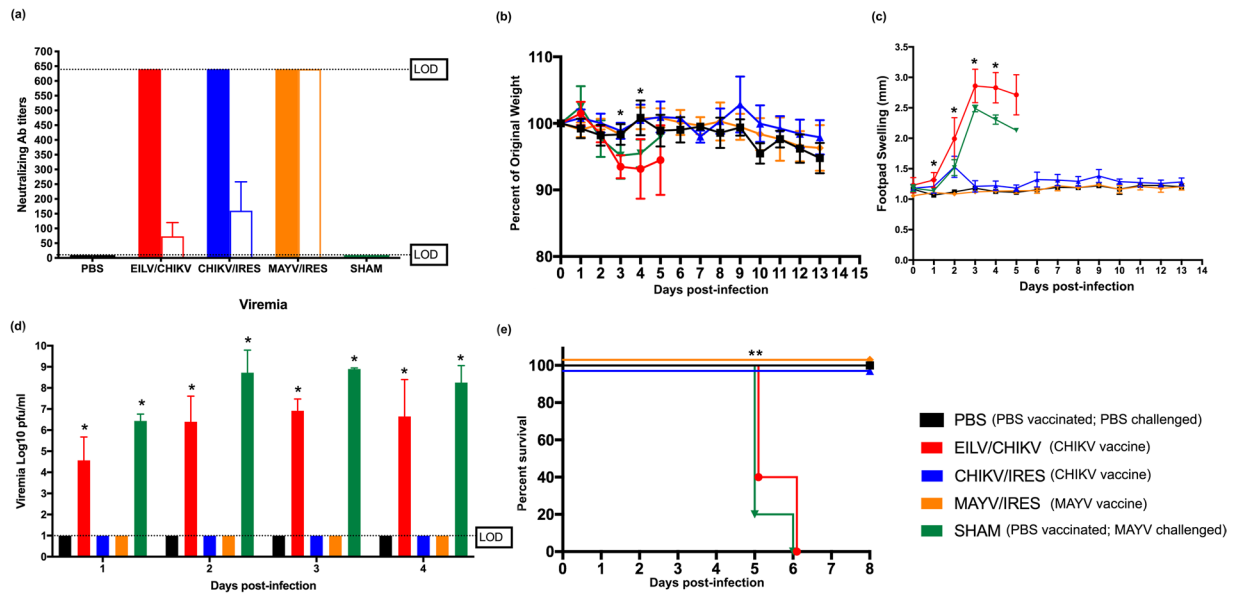 (a)
Neutralizing Ab titers
700
650
600
550
500
450
400
350
300
250
200
150
100
50
0
LOD
LOD
PBS EILV/CHIKV CHIKV/IRES MAYV/IRES SHAM
(b)
Percent of Original Weight
110
100
90
80
* *
0 1 2 3 4 5 6 7 8 9 10 11 12 13 14 15
Days post-infection
(c)
Footpad Swelling (mm)
3.5
3.0
2.5
2.0
1.5
1.0
0.5
0.0
* * * *
0 1 2 3 4 5 6 7 8 9 10 11 12 13 14
Days post-infection
Viremia
(d)
Viremia Log10 pfu/ml
10
9
8
7
6
5
4
3
2
1
0
* * * * * * * *
LOD
1 2 3 4
Days post-infection
(e)
Percent survival
100
80
60
40
20
0
**
0 1 2 3 4 5 6 7 8
Days post-infection
PBS (PBS vaccinated; PBS challenged)
EILV/CHIKV (CHIKV vaccine)
CHIKV/IRES (CHIKV vaccine)
MAYV/IRES (MAYV vaccine)
SHAM (PBS vaccinated; MAYV challenged)